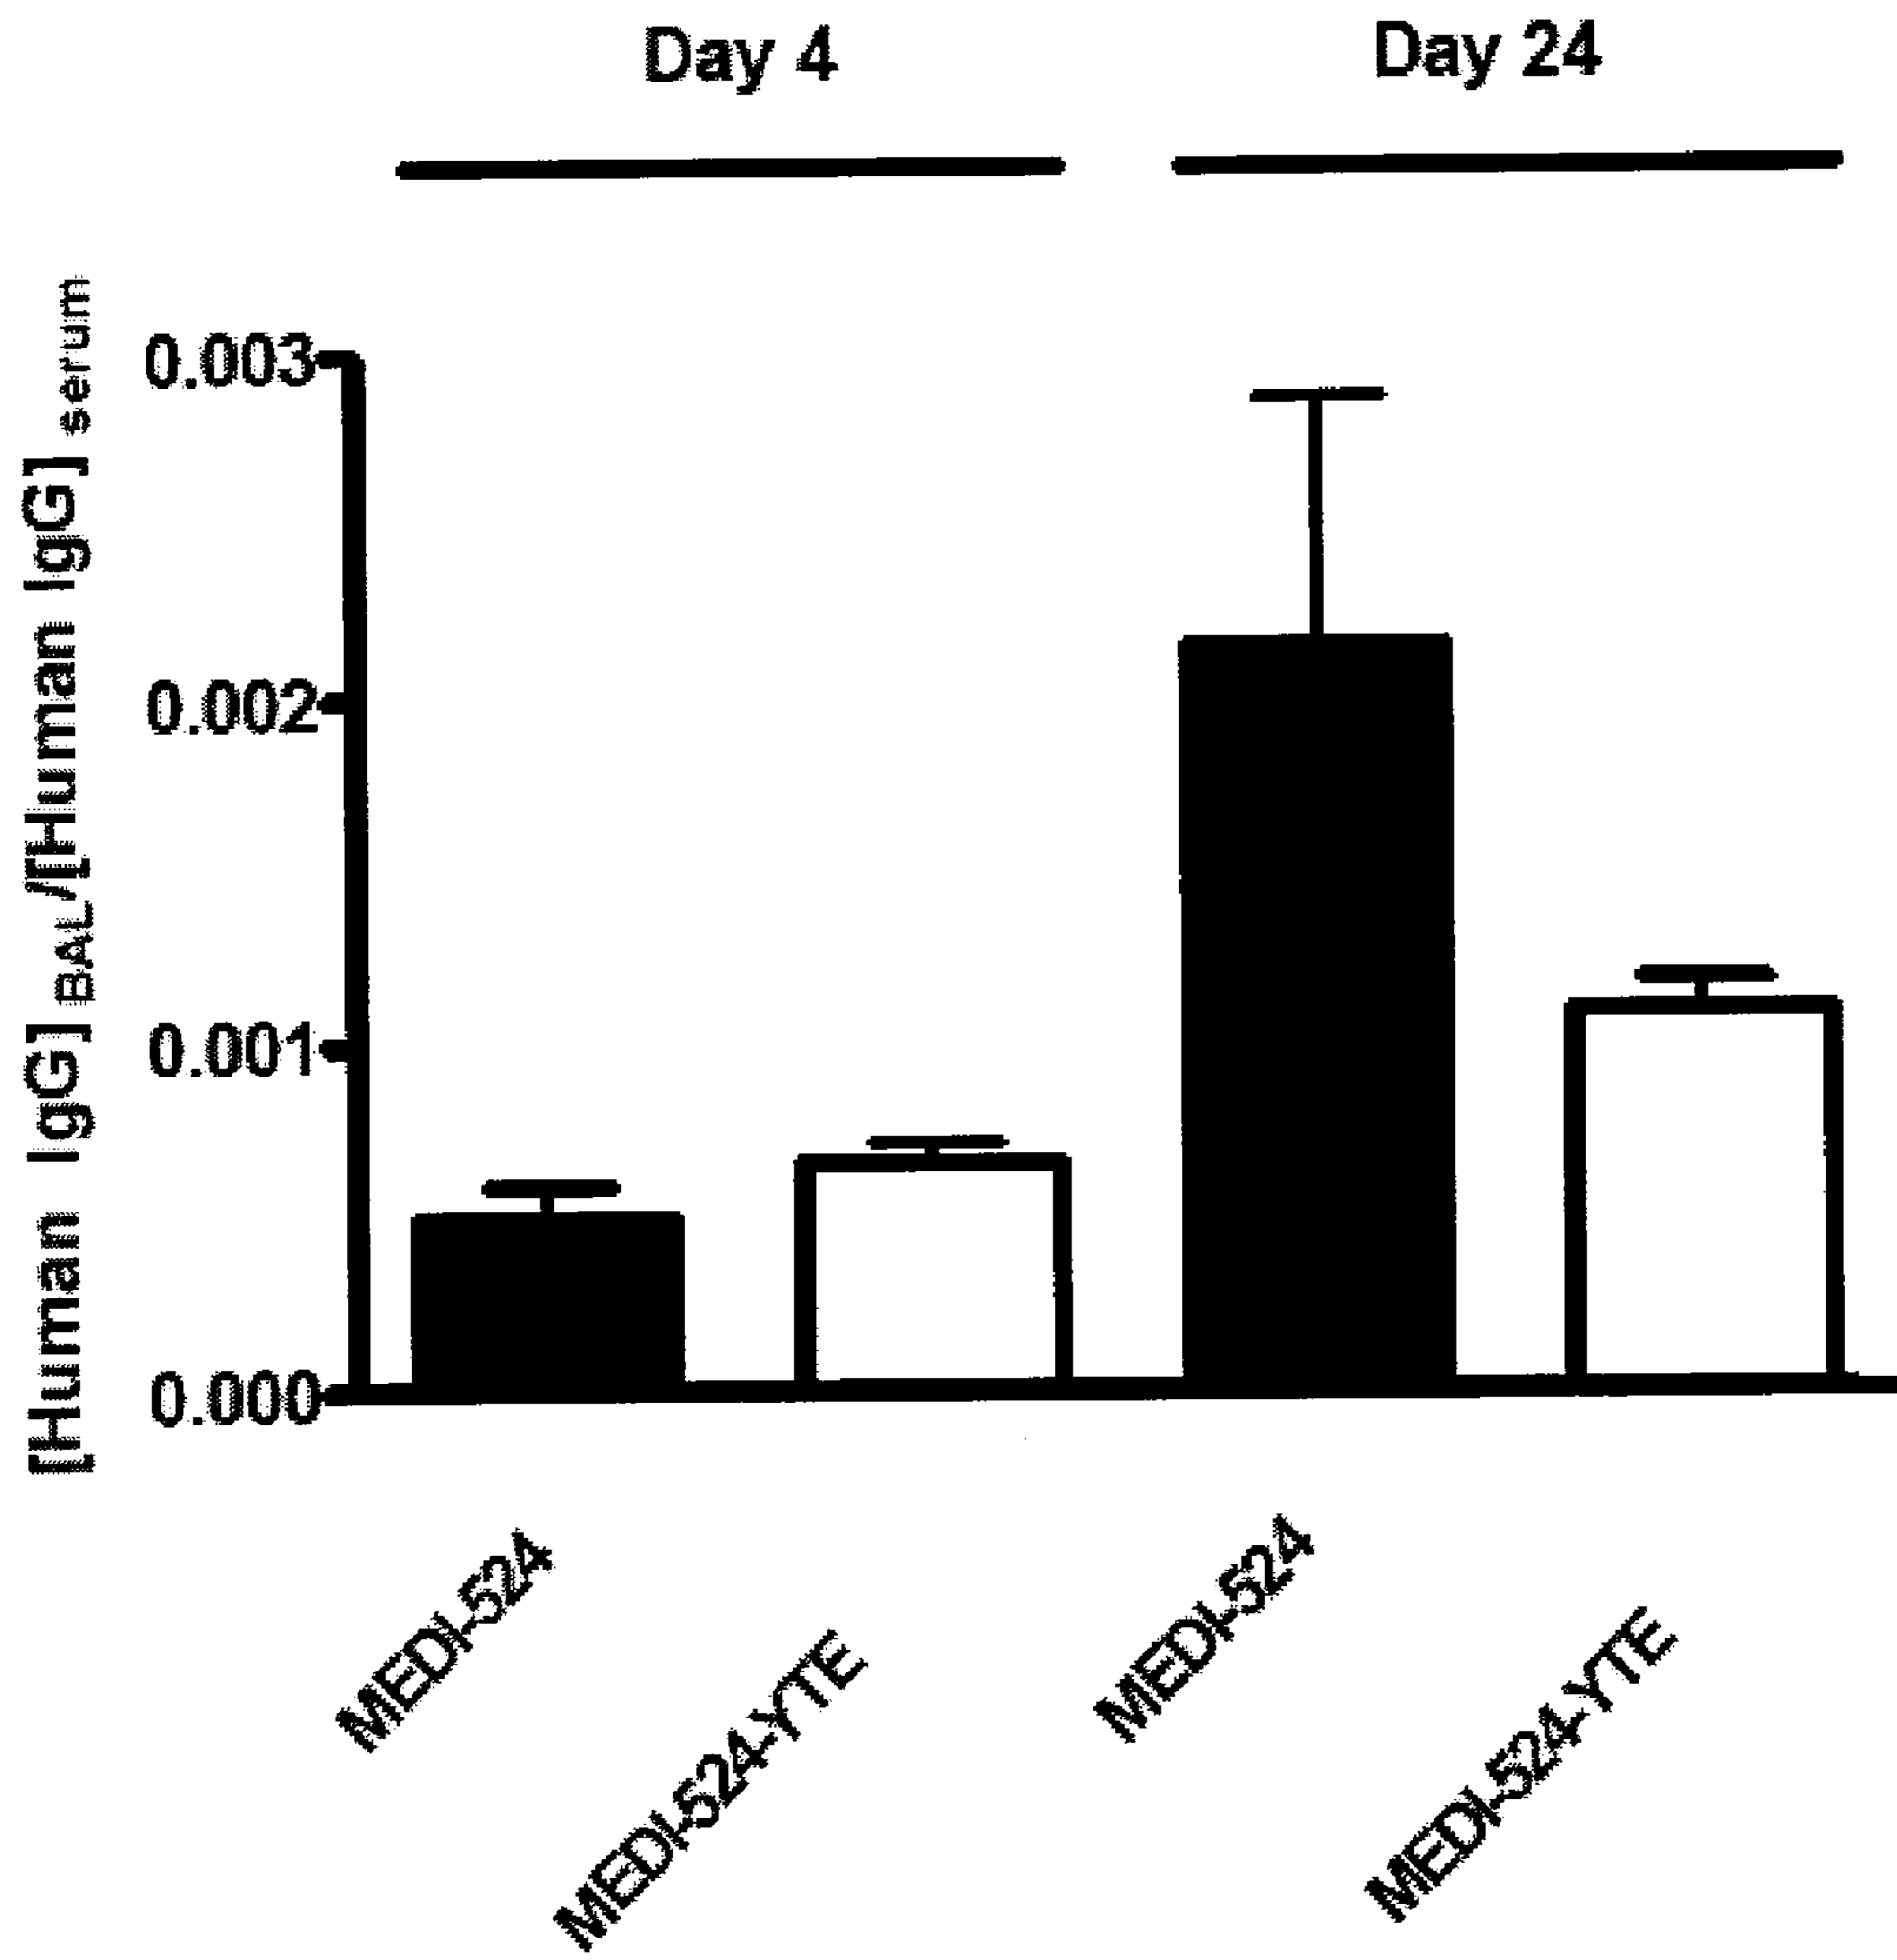 Day 4
Day 24
[Human IgG] BAL/[Human IgG] serum
0.003
0.002
0.001
0.000
MEDI-524
MEDI-524-YTE
MEDI-524
MEDI-524-YTE